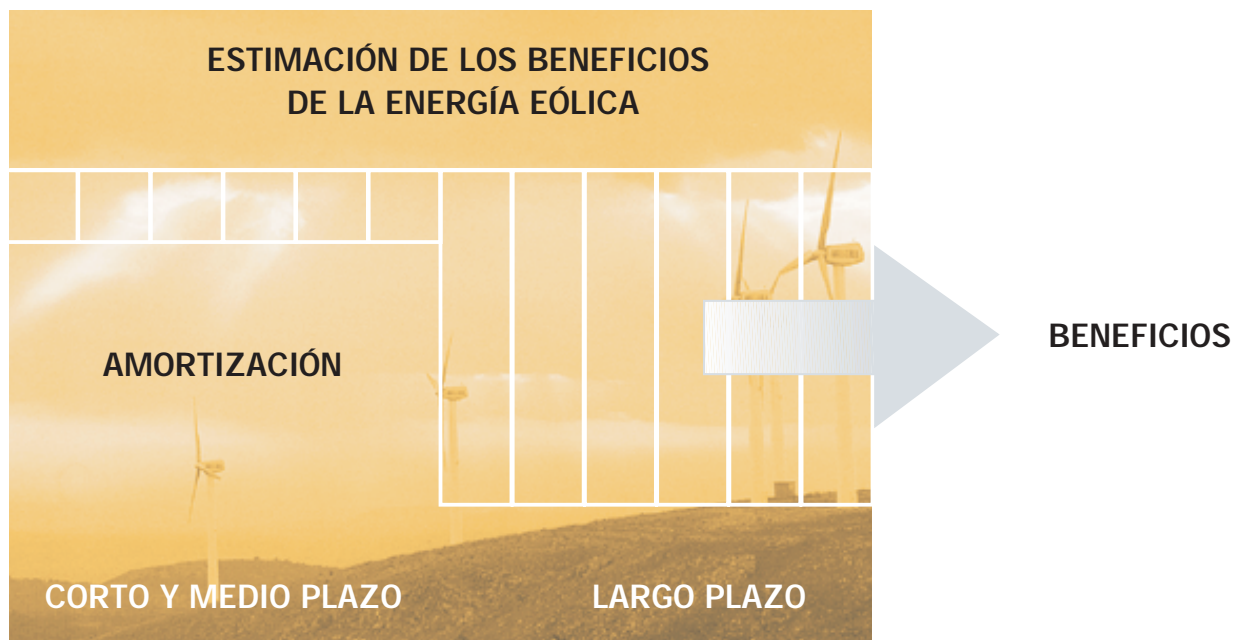 ESTIMACIÓN DE LOS BENEFICIOS
DE LA ENERGÍA EÓLICA
AMORTIZACIÓN
BENEFICIOS
CORTO Y MEDIO PLAZO
LARGO PLAZO